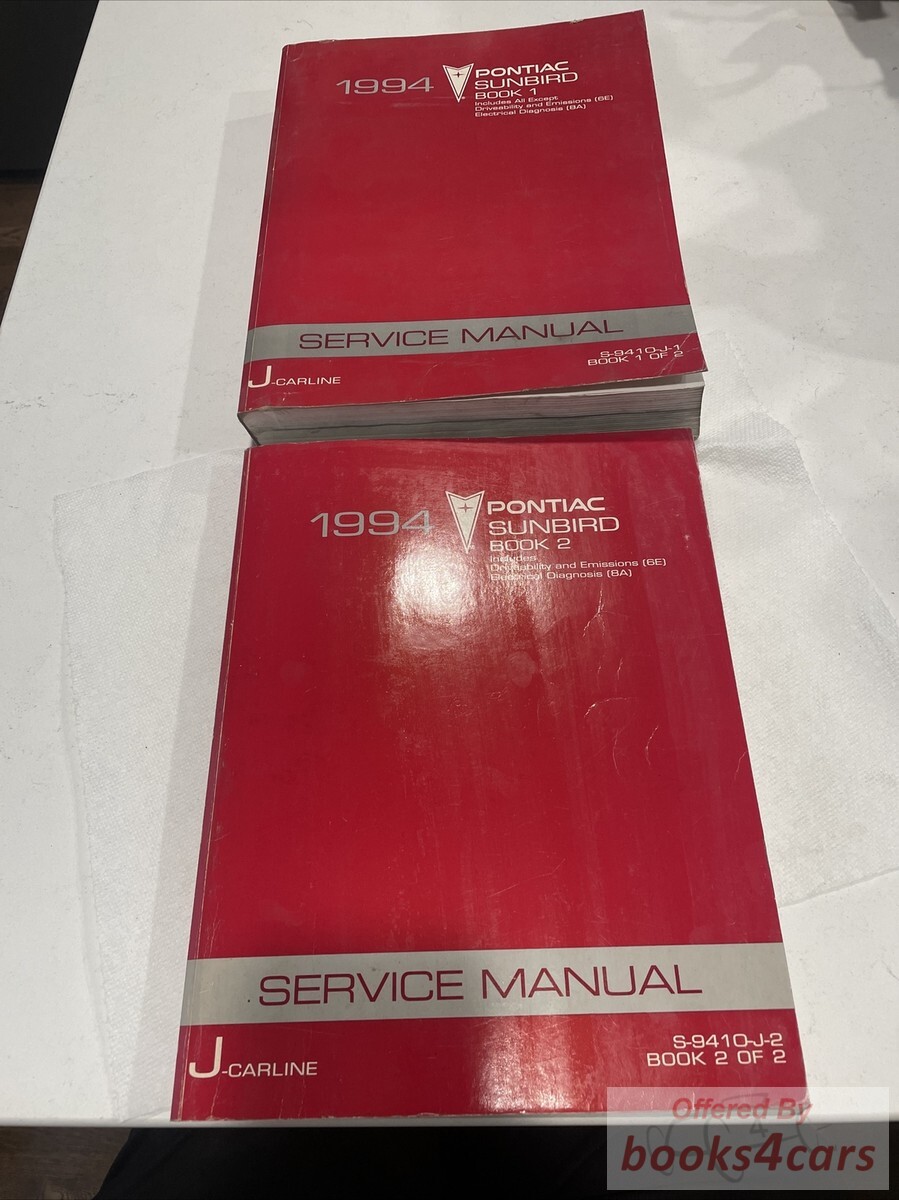 1994 PONTIAC
SUNBIRD
BOOK 1
Includes All Except
Driveability and Emissions (6E)
Electrical Diagnosis (8A)
SERVICE MANUAL
J-CARLINE
S-9410-J-1
BOOK 1 OF 2
1994 PONTIAC
SUNBIRD
BOOK 2
Includes
Driveability and Emissions (6E)
Electrical Diagnosis (8A)
SERVICE MANUAL
J-CARLINE
S-9410-J-2
BOOK 2 OF 2
Offered By
books4cars